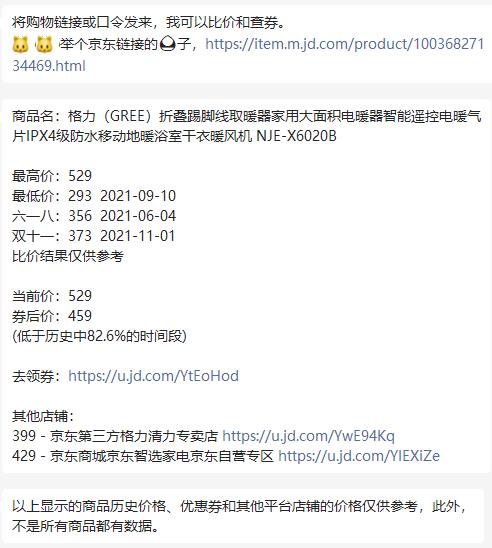 将购物链接或口令发来，我可以比价和查券。
🐱 🐱 举个京东链接的🌰子，https://item.m.jd.com/product/100368271
34469.html
商品名：格力（GREE）折叠踢脚线取暖器家用大面积电暖器智能遥控电暖气
片IPX4级防水移动地暖浴室干衣暖风机 NJE-X6020B
最高价：529
最低价：293 2021-09-10
六一八：356 2021-06-04
双十一：373 2021-11-01
比价结果仅供参考
当前价：529
券后价：459
(低于历史中82.6%的时间段)
去领券：https://u.jd.com/YtEoHod
其他店铺：
399 - 京东第三方格力清力专卖店 https://u.jd.com/YwE94Kq
429 - 京东商城京东智选家电京东自营专区 https://u.jd.com/YlEXiZe
以上显示的商品历史价格、优惠券和其他平台店铺的价格仅供参考，此外，
不是所有商品都有数据。